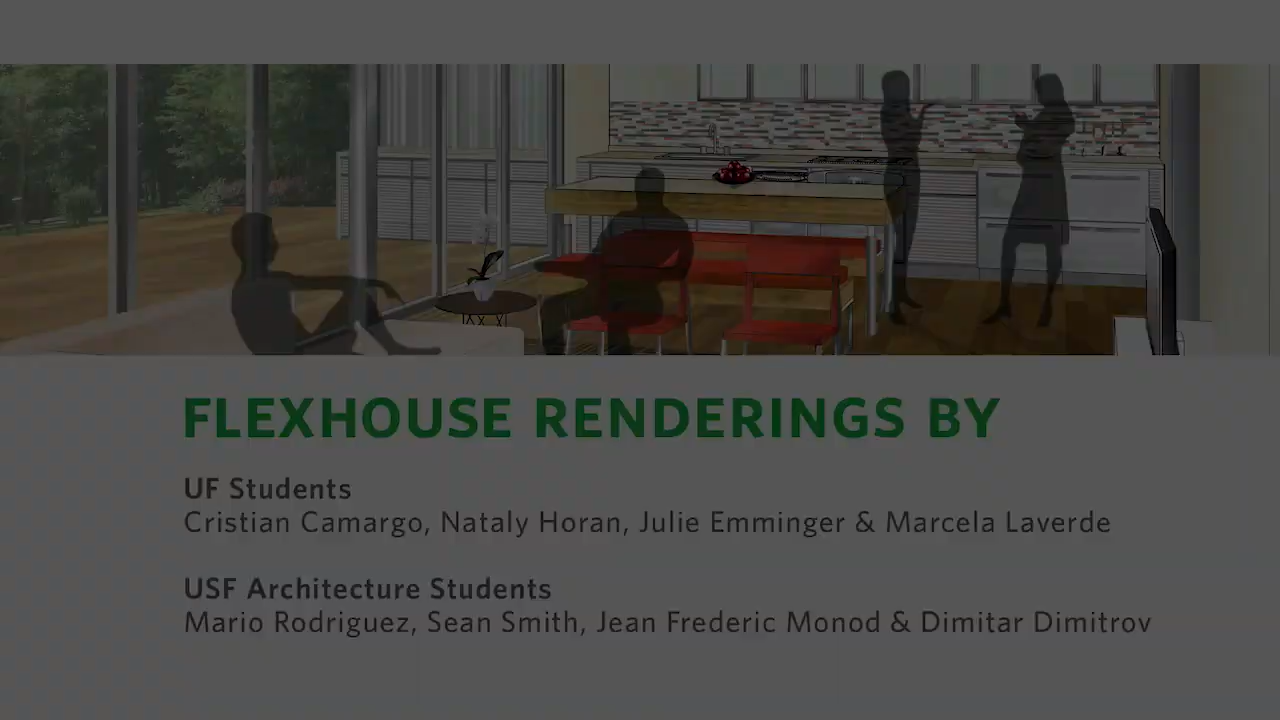 FLEXHOUSE RENDERINGS BY
UF Students
Cristian Camargo, Nataly Horan, Julie Emminger & Marcela Laverde
USF Architecture Students
Mario Rodriguez, Sean Smith, Jean Frederic Monod & Dimitar Dimitrov